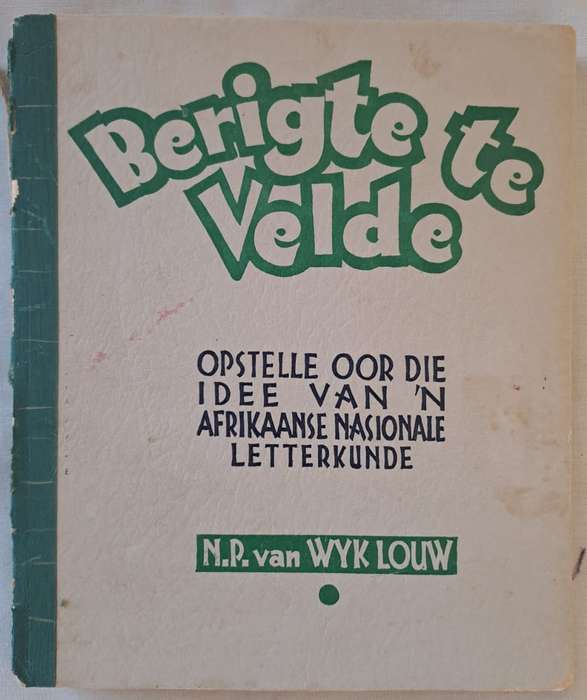 Berigte te
Velde
OPSTELLE OOR DIE
IDEE VAN 'N
AFRIKAANSE NASIONALE
LETTERKUNDE
N.P. van WYK LOUW